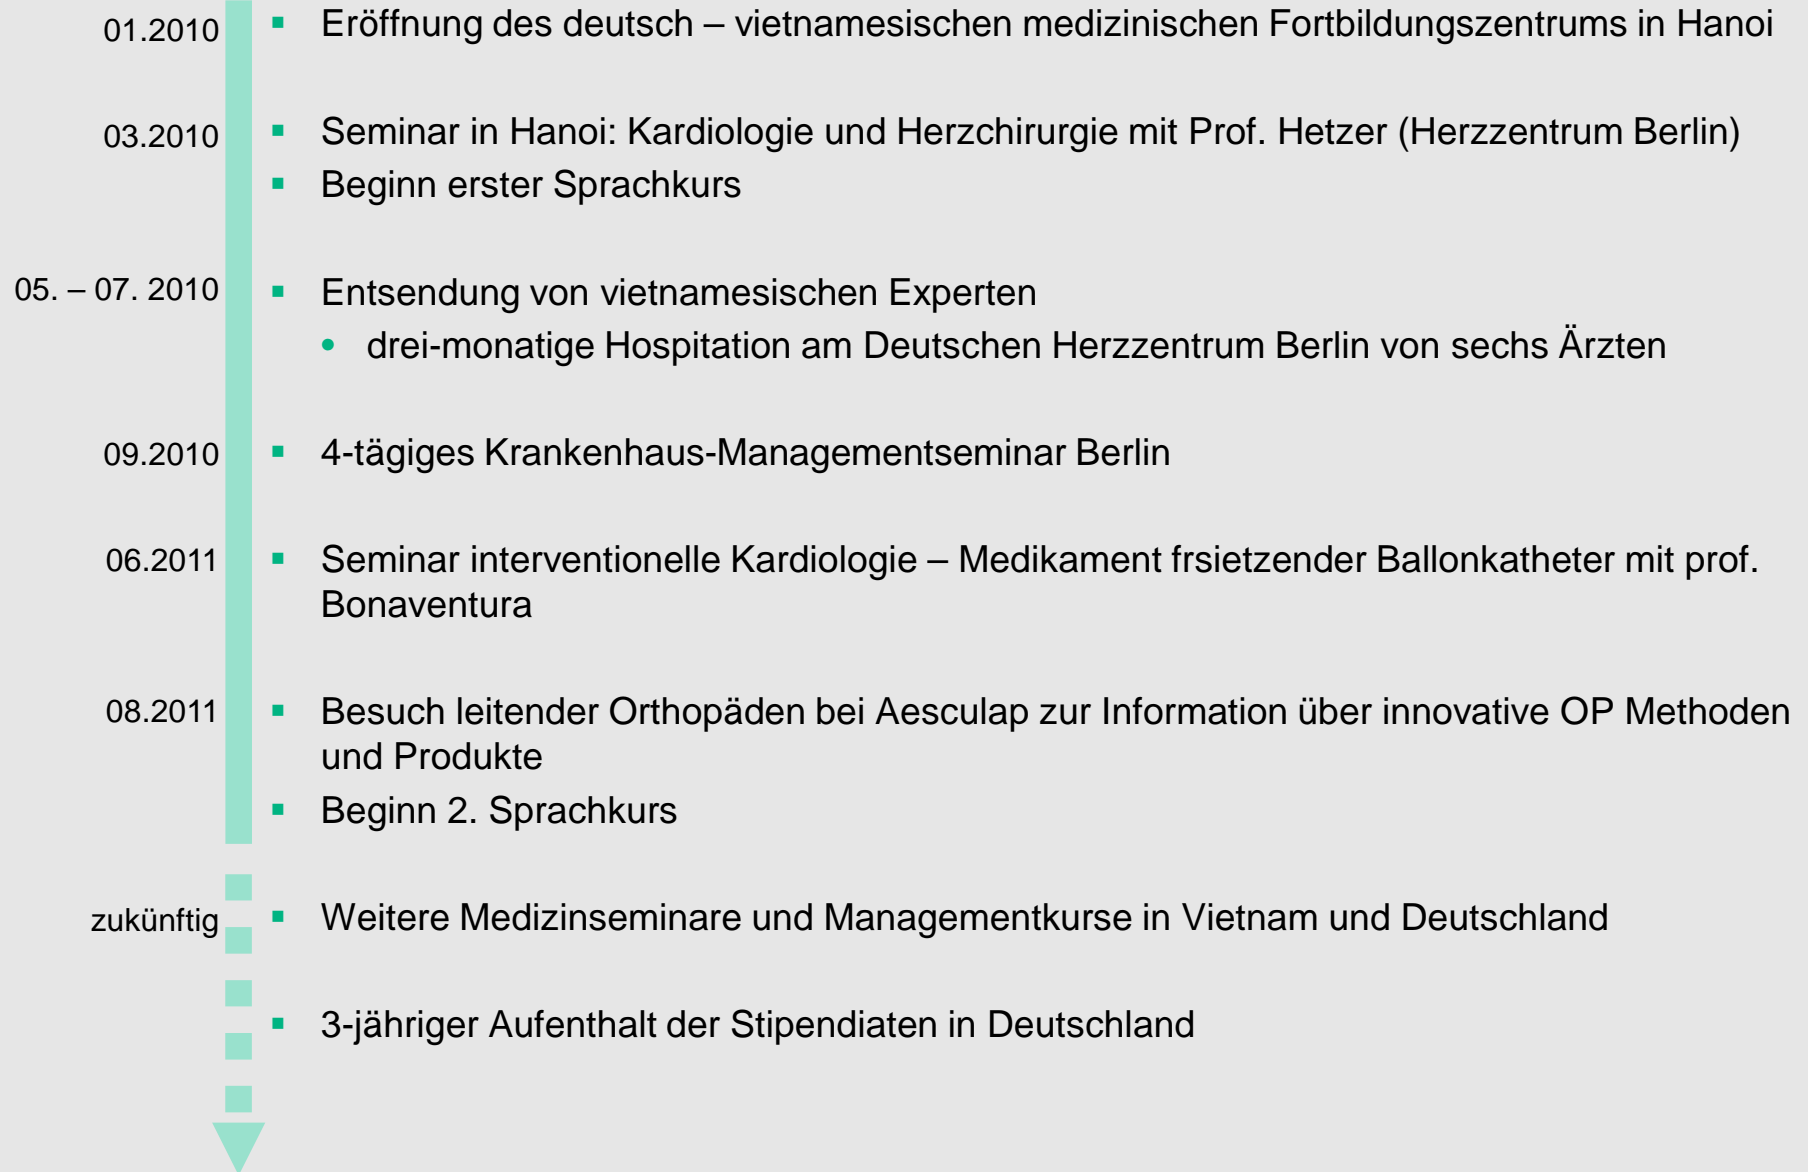 01.2010
Eröffnung des deutsch – vietnamesischen medizinischen Fortbildungszentrums in Hanoi
03.2010
Seminar in Hanoi: Kardiologie und Herzchirurgie mit Prof. Hetzer (Herzzentrum Berlin)
Beginn erster Sprachkurs
05. – 07. 2010
Entsendung von vietnamesischen Experten
drei-monatige Hospitation am Deutschen Herzzentrum Berlin von sechs Ärzten
09.2010
4-tägiges Krankenhaus-Managementseminar Berlin
06.2011
Seminar interventionelle Kardiologie – Medikament frsietzender Ballonkatheter mit prof.
Bonaventura
08.2011
Besuch leitender Orthopäden bei Aesculap zur Information über innovative OP Methoden
und Produkte
Beginn 2. Sprachkurs
zukünftig
Weitere Medizinseminare und Managementkurse in Vietnam und Deutschland
3-jähriger Aufenthalt der Stipendiaten in Deutschland